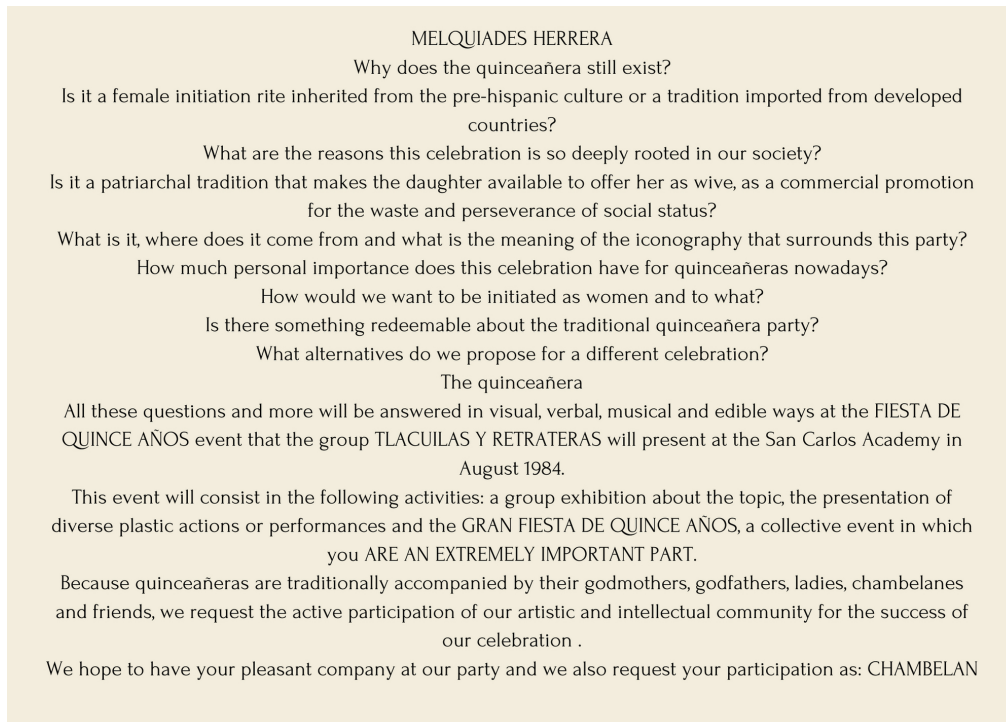 MELQUIADES HERRERA
Why does the quinceañera still exist?
Is it a female initiation rite inherited from the pre-hispanic culture or a tradition imported from developed
countries?
What are the reasons this celebration is so deeply rooted in our society?
Is it a patriarchal tradition that makes the daughter available to offer her as wive, as a commercial promotion
for the waste and perseverance of social status?
What is it, where does it come from and what is the meaning of the iconography that surrounds this party?
How much personal importance does this celebration have for quinceañeras nowadays?
How would we want to be initiated as women and to what?
Is there something redeemable about the traditional quinceañera party?
What alternatives do we propose for a different celebration?
The quinceañera
All these questions and more will be answered in visual, verbal, musical and edible ways at the FIESTA DE
QUINCE AÑOS event that the group TLACUILAS Y RETRATERAS will present at the San Carlos Academy in
August 1984.
This event will consist in the following activities: a group exhibition about the topic, the presentation of
diverse plastic actions or performances and the GRAN FIESTA DE QUINCE AÑOS, a collective event in which
you ARE AN EXTREMELY IMPORTANT PART.
Because quinceañeras are traditionally accompanied by their godmothers, godfathers, ladies, chambelanes
and friends, we request the active participation of our artistic and intellectual community for the success of
our celebration .
We hope to have your pleasant company at our party and we also request your participation as: CHAMBELAN